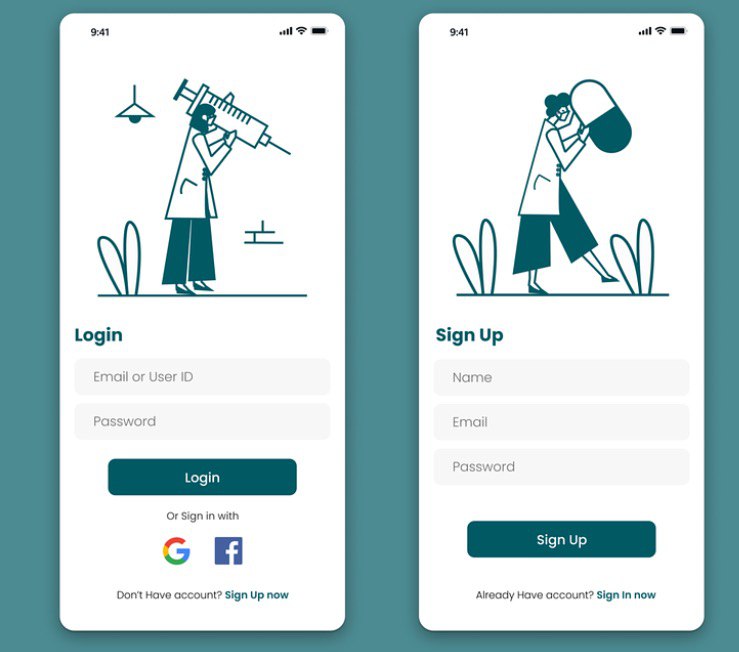 9:41
Login
Email or User ID
Password
Login
Or Sign in with
Don't Have account? Sign Up now
9:41
Sign Up
Name
Email
Password
Sign Up
Already Have account? Sign In now